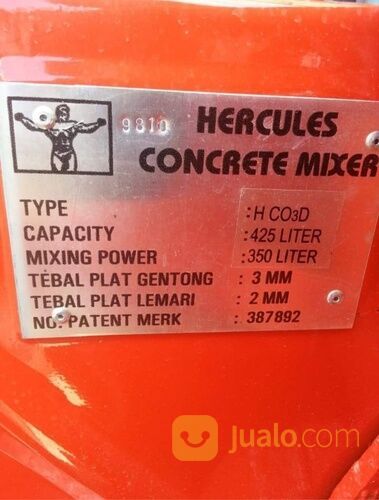 9810
HERCULES
CONCRETE MIXER
TYPE : H CO3D
CAPACITY : 425 LITER
MIXING POWER : 350 LITER
TEBAL PLAT GENTONG : 3 MM
TEBAL PLAT LEMARI : 2 MM
NO. PATENT MERK : 387892
jualo.com